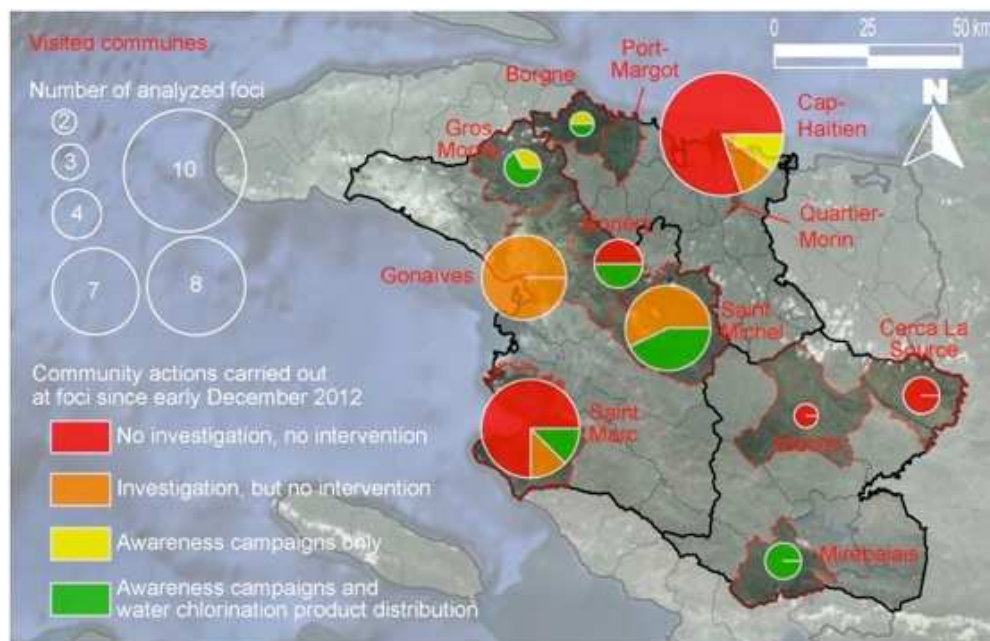 Visited communes
Number of analyzed foci
2
3
4
10
7
8
Community actions carried out
at foci since early December 2012
No investigation, no intervention
Investigation, but no intervention
Awareness campaigns only
Awareness campaigns and
water chlorination product distribution
0
25
50 km
N
Borgne
Port-
Margot
Cap-
Haïtien
Gros
Quartier-
Morin
Gonaïves
Saint
Michel
Cerca La
Source
Saint
Marc
Mirebalais